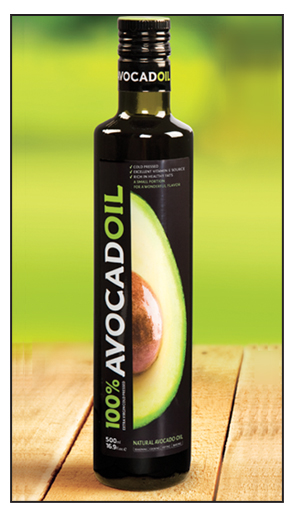 AVOCADOIL
✓ COLD PRESSED
✓ EXCELLENT VITAMIN E SOURCE
✓ RICH IN HEALTHY FATS
A SMALL PORTION
FOR A WONDERFUL FLAVOR
100% AVOCADOIL
500ml
16.9
NATURAL AVOCADO OIL